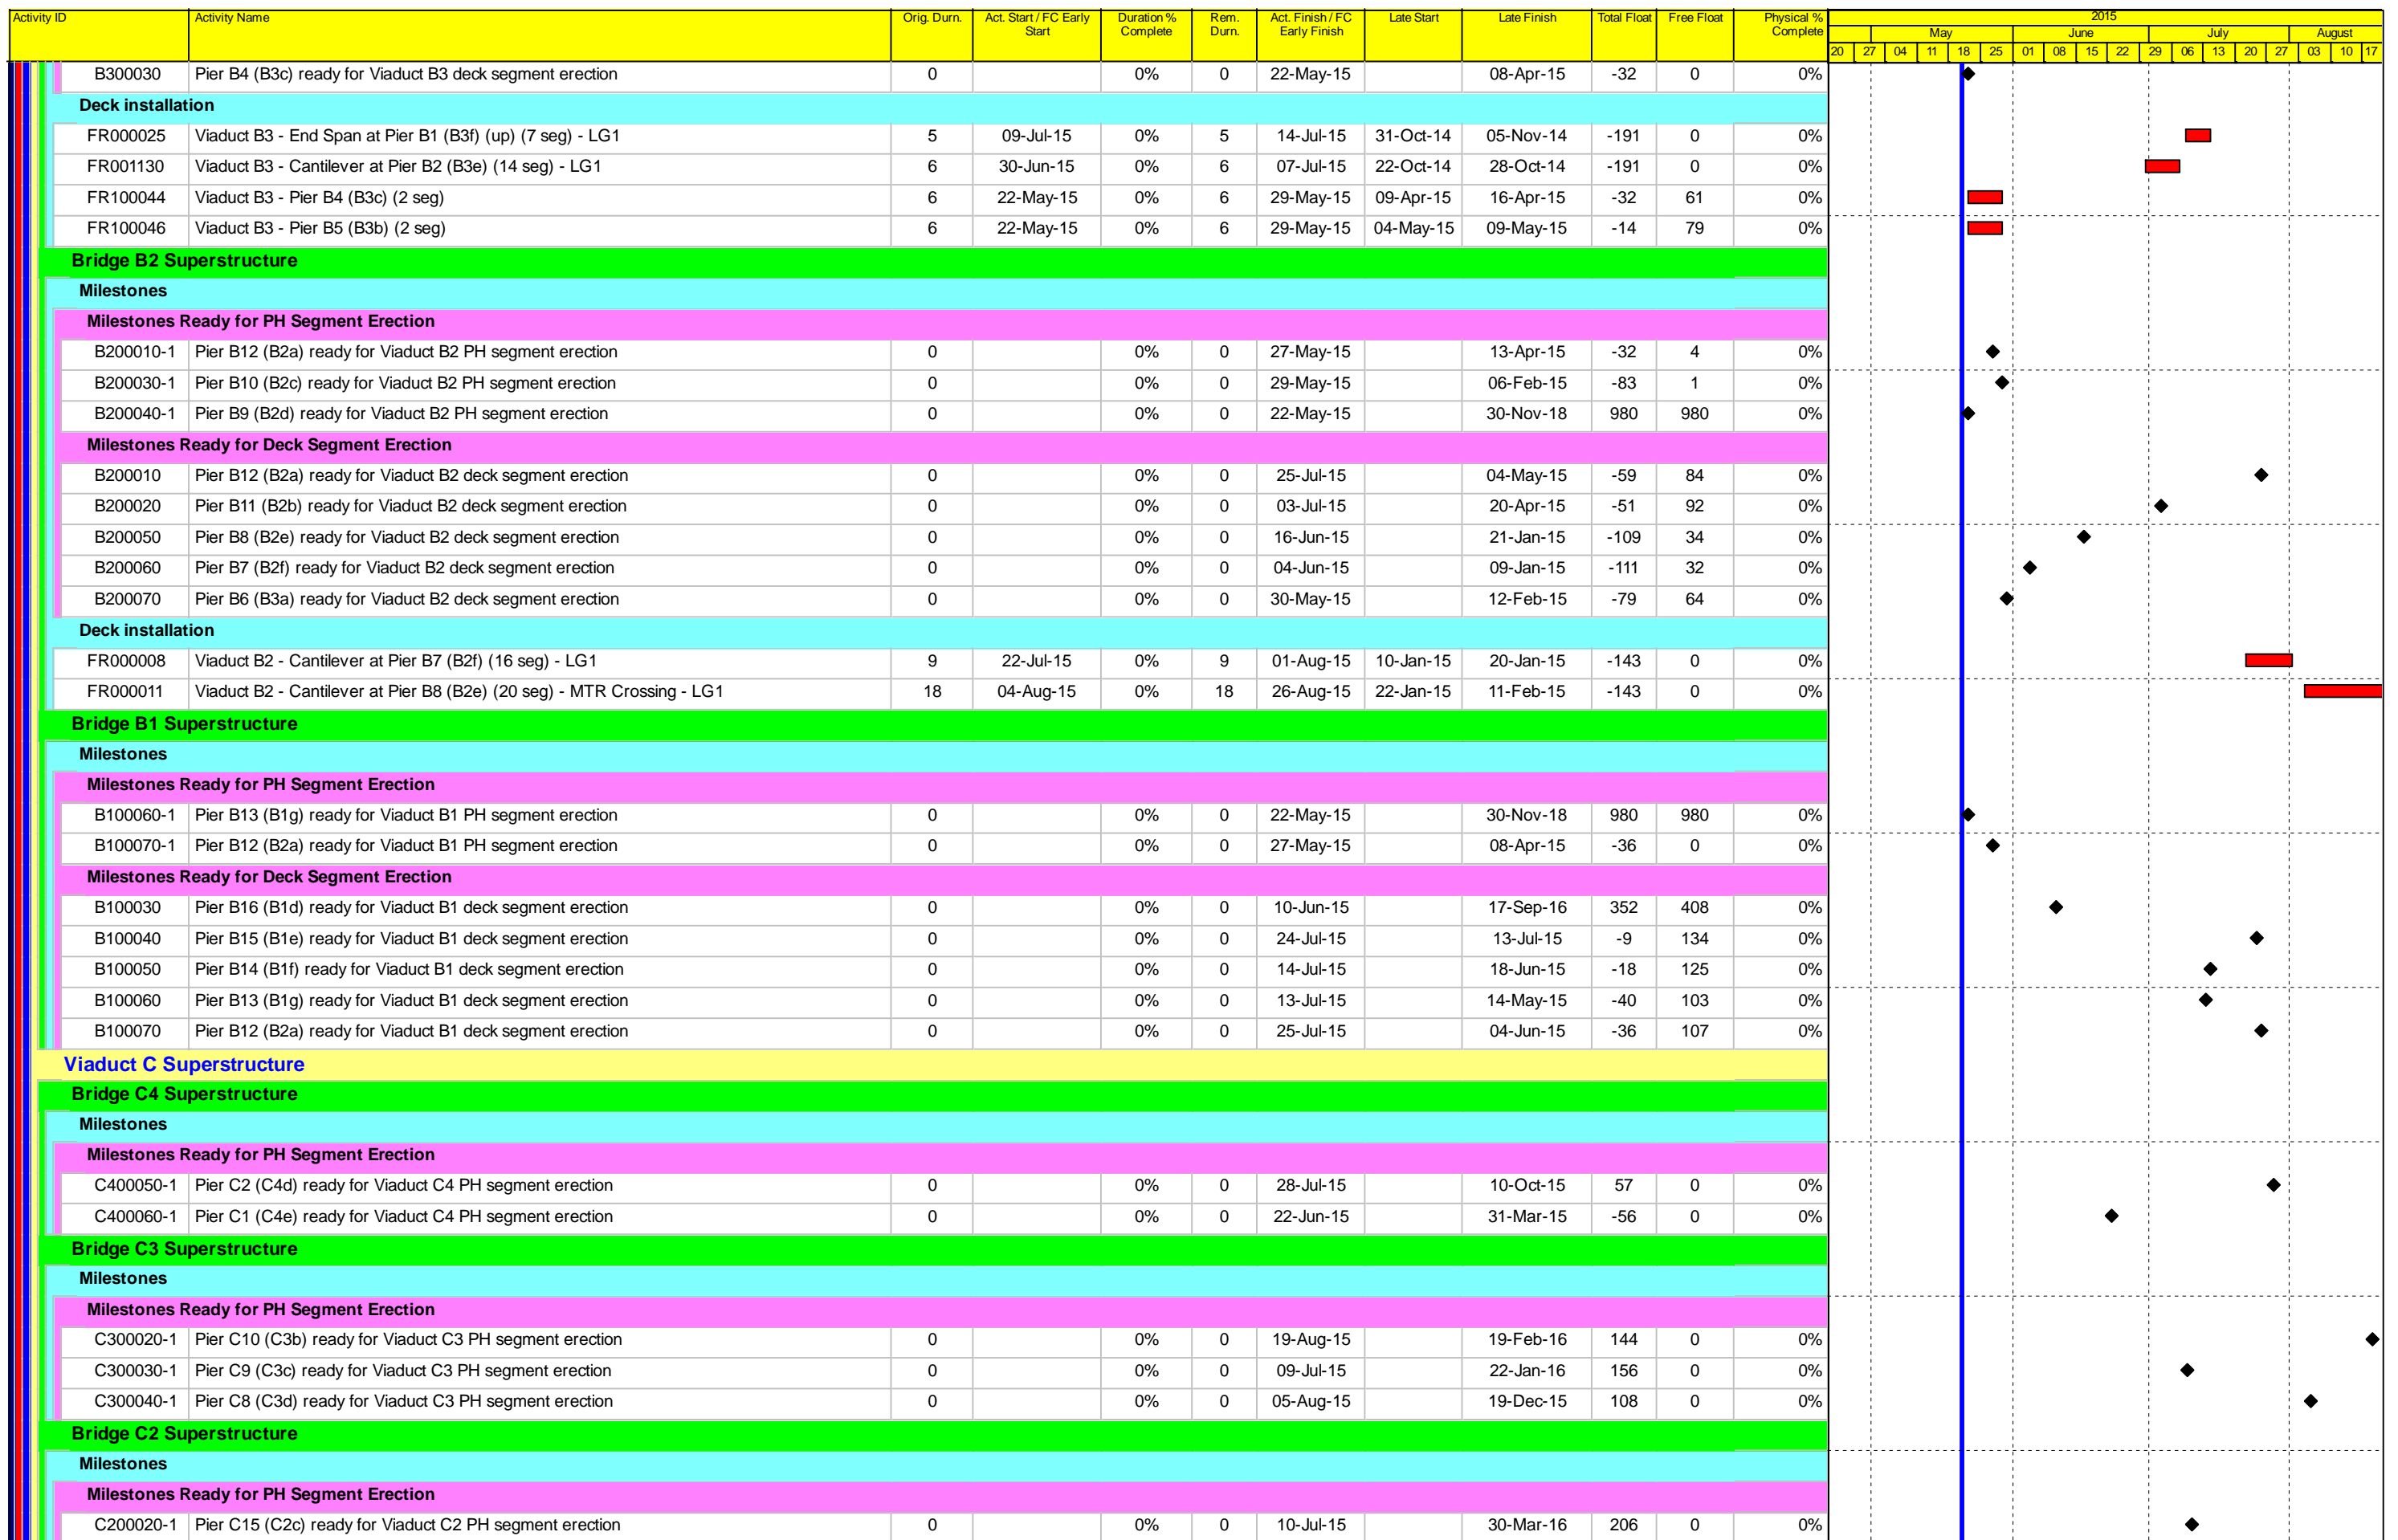 Activity ID Activity Name Orig. Durn. Act. Start / FC Early Start Duration % Complete Rem. Durn. Act. Finish / FC Early Finish Late Start Late Finish Total Float Free Float Physical % Complete 2015
May June July August
20 27 04 11 18 25 01 08 15 22 29 06 13 20 27 03 10 17
B300030 Pier B4 (B3c) ready for Viaduct B3 deck segment erection 0 0% 0 22-May-15 08-Apr-15 -32 0 0%
Deck installation
FR000025 Viaduct B3 - End Span at Pier B1 (B3f) (up) (7 seg) - LG1 5 09-Jul-15 0% 5 14-Jul-15 31-Oct-14 05-Nov-14 -191 0 0%
FR001130 Viaduct B3 - Cantilever at Pier B2 (B3e) (14 seg) - LG1 6 30-Jun-15 0% 6 07-Jul-15 22-Oct-14 28-Oct-14 -191 0 0%
FR100044 Viaduct B3 - Pier B4 (B3c) (2 seg) 6 22-May-15 0% 6 29-May-15 09-Apr-15 16-Apr-15 -32 61 0%
FR100046 Viaduct B3 - Pier B5 (B3b) (2 seg) 6 22-May-15 0% 6 29-May-15 04-May-15 09-May-15 -14 79 0%
Bridge B2 Superstructure
Milestones
Milestones Ready for PH Segment Erection
B200010-1 Pier B12 (B2a) ready for Viaduct B2 PH segment erection 0 0% 0 27-May-15 13-Apr-15 -32 4 0%
B200030-1 Pier B10 (B2c) ready for Viaduct B2 PH segment erection 0 0% 0 29-May-15 06-Feb-15 -83 1 0%
B200040-1 Pier B9 (B2d) ready for Viaduct B2 PH segment erection 0 0% 0 22-May-15 30-Nov-18 980 980 0%
Milestones Ready for Deck Segment Erection
B200010 Pier B12 (B2a) ready for Viaduct B2 deck segment erection 0 0% 0 25-Jul-15 04-May-15 -59 84 0%
B200020 Pier B11 (B2b) ready for Viaduct B2 deck segment erection 0 0% 0 03-Jul-15 20-Apr-15 -51 92 0%
B200050 Pier B8 (B2e) ready for Viaduct B2 deck segment erection 0 0% 0 16-Jun-15 21-Jan-15 -109 34 0%
B200060 Pier B7 (B2f) ready for Viaduct B2 deck segment erection 0 0% 0 04-Jun-15 09-Jan-15 -111 32 0%
B200070 Pier B6 (B3a) ready for Viaduct B2 deck segment erection 0 0% 0 30-May-15 12-Feb-15 -79 64 0%
Deck installation
FR000008 Viaduct B2 - Cantilever at Pier B7 (B2f) (16 seg) - LG1 9 22-Jul-15 0% 9 01-Aug-15 10-Jan-15 20-Jan-15 -143 0 0%
FR000011 Viaduct B2 - Cantilever at Pier B8 (B2e) (20 seg) - MTR Crossing - LG1 18 04-Aug-15 0% 18 26-Aug-15 22-Jan-15 11-Feb-15 -143 0 0%
Bridge B1 Superstructure
Milestones
Milestones Ready for PH Segment Erection
B100060-1 Pier B13 (B1g) ready for Viaduct B1 PH segment erection 0 0% 0 22-May-15 30-Nov-18 980 980 0%
B100070-1 Pier B12 (B2a) ready for Viaduct B1 PH segment erection 0 0% 0 27-May-15 08-Apr-15 -36 0 0%
Milestones Ready for Deck Segment Erection
B100030 Pier B16 (B1d) ready for Viaduct B1 deck segment erection 0 0% 0 10-Jun-15 17-Sep-16 352 408 0%
B100040 Pier B15 (B1e) ready for Viaduct B1 deck segment erection 0 0% 0 24-Jul-15 13-Jul-15 -9 134 0%
B100050 Pier B14 (B1f) ready for Viaduct B1 deck segment erection 0 0% 0 14-Jul-15 18-Jun-15 -18 125 0%
B100060 Pier B13 (B1g) ready for Viaduct B1 deck segment erection 0 0% 0 13-Jul-15 14-May-15 -40 103 0%
B100070 Pier B12 (B2a) ready for Viaduct B1 deck segment erection 0 0% 0 25-Jul-15 04-Jun-15 -36 107 0%
Viaduct C Superstructure
Bridge C4 Superstructure
Milestones
Milestones Ready for PH Segment Erection
C400050-1 Pier C2 (C4d) ready for Viaduct C4 PH segment erection 0 0% 0 28-Jul-15 10-Oct-15 57 0 0%
C400060-1 Pier C1 (C4e) ready for Viaduct C4 PH segment erection 0 0% 0 22-Jun-15 31-Mar-15 -56 0 0%
Bridge C3 Superstructure
Milestones
Milestones Ready for PH Segment Erection
C300020-1 Pier C10 (C3b) ready for Viaduct C3 PH segment erection 0 0% 0 19-Aug-15 19-Feb-16 144 0 0%
C300030-1 Pier C9 (C3c) ready for Viaduct C3 PH segment erection 0 0% 0 09-Jul-15 22-Jan-16 156 0 0%
C300040-1 Pier C8 (C3d) ready for Viaduct C3 PH segment erection 0 0% 0 05-Aug-15 19-Dec-15 108 0 0%
Bridge C2 Superstructure
Milestones
Milestones Ready for PH Segment Erection
C200020-1 Pier C15 (C2c) ready for Viaduct C2 PH segment erection 0 0% 0 10-Jul-15 30-Mar-16 206 0 0%